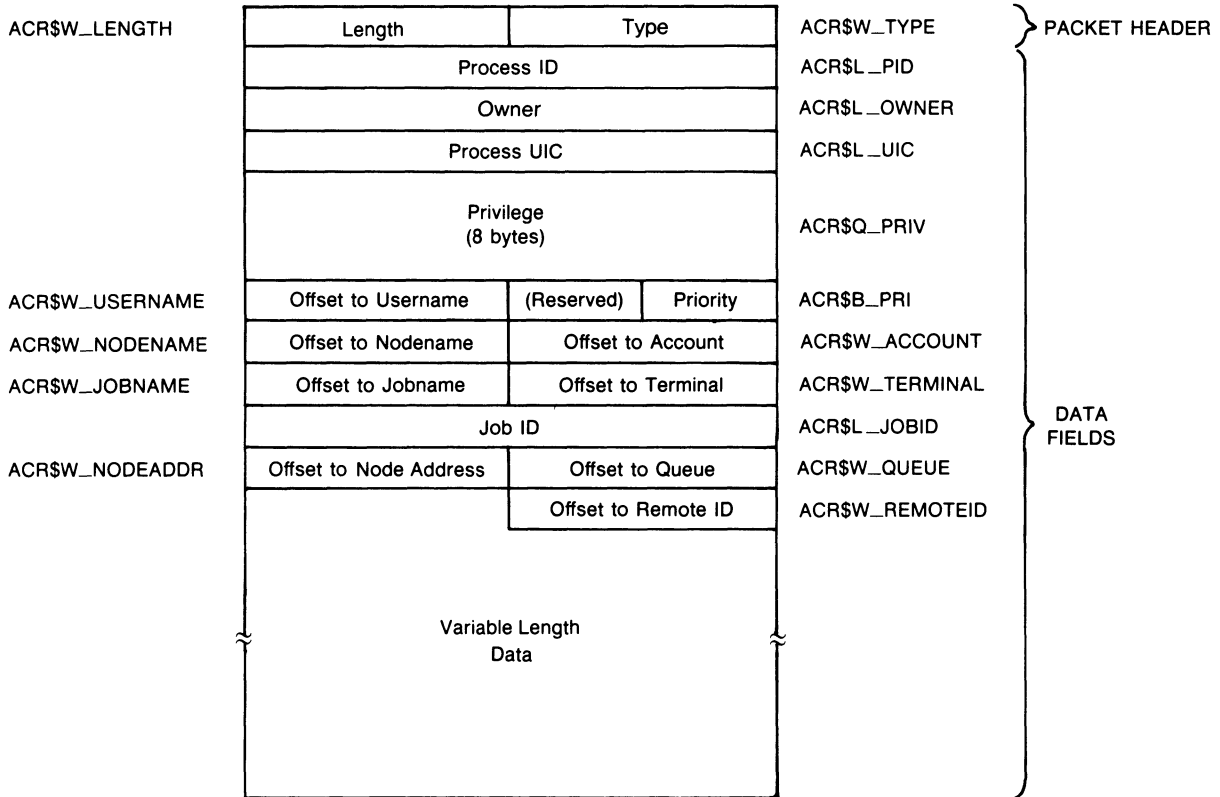 ACR$W_LENGTH Length Type ACR$W_TYPE PACKET HEADER
Process ID ACR$L_PID
Owner ACR$L_OWNER
Process UIC ACR$L_UIC
Privilege
(8 bytes) ACR$Q_PRIV
ACR$W_USERNAME Offset to Username (Reserved) Priority ACR$B_PRI
ACR$W_NODENAME Offset to Nodename Offset to Account ACR$W_ACCOUNT
ACR$W_JOBNAME Offset to Jobname Offset to Terminal ACR$W_TERMINAL
Job ID ACR$L_JOBID
DATA
FIELDS
ACR$W_NODEADDR Offset to Node Address Offset to Queue ACR$W_QUEUE
Offset to Remote ID ACR$W_REMOTEID
Variable Length
Data